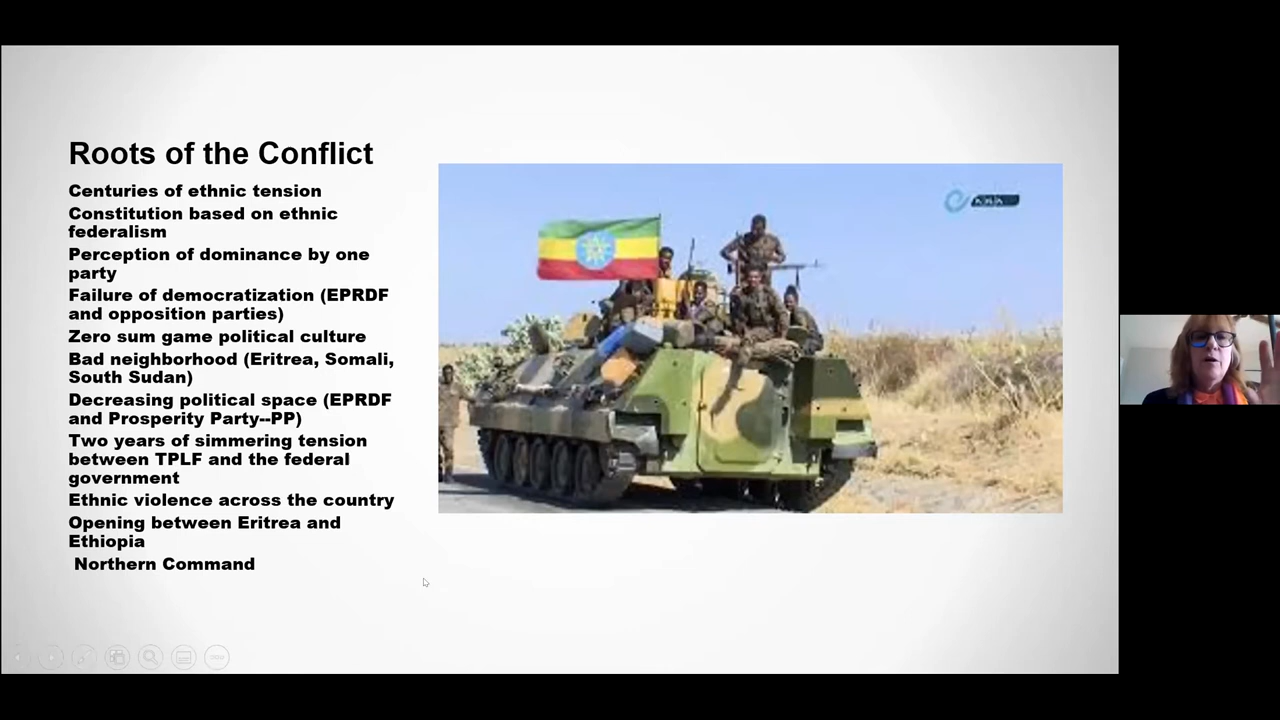 Roots of the Conflict
Centuries of ethnic tension
Constitution based on ethnic
federalism
Perception of dominance by one
party
Failure of democratization (EPRDF
and opposition parties)
Zero sum game political culture
Bad neighborhood (Eritrea, Somali,
South Sudan)
Decreasing political space (EPRDF
and Prosperity Party--PP)
Two years of simmering tension
between TPLF and the federal
government
Ethnic violence across the country
Opening between Eritrea and
Ethiopia
Northern Command